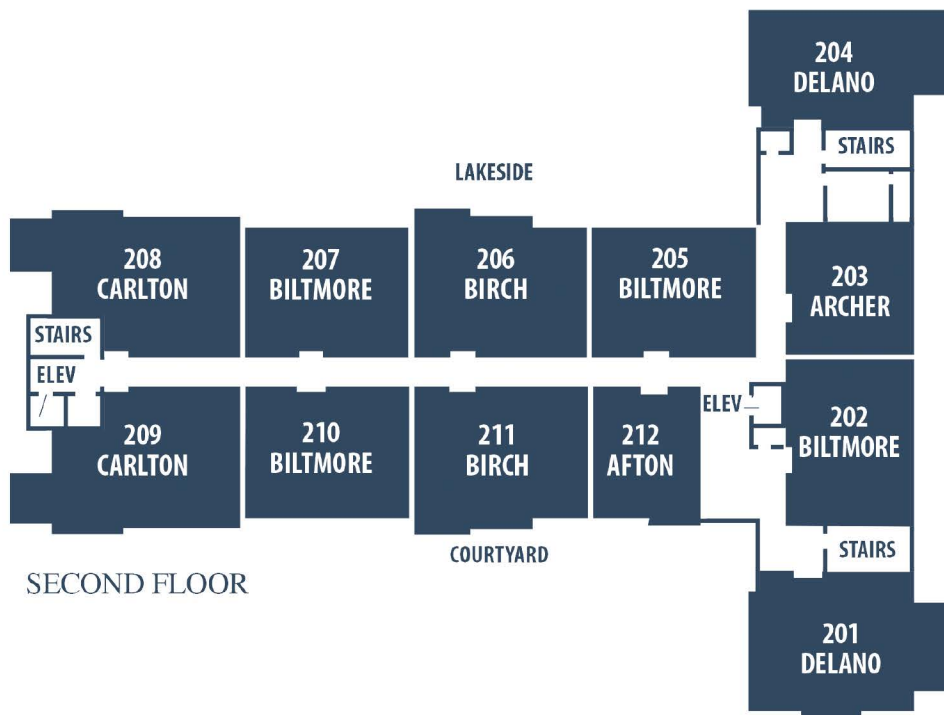 204
DELANO
STAIRS
LAKESIDE
208
CARLTON
207
BILTMORE
206
BIRCH
205
BILTMORE
203
ARCHER
STAIRS
ELEV
ELEV
209
CARLTON
210
BILTMORE
211
BIRCH
212
AFTON
202
BILTMORE
COURTYARD
STAIRS
SECOND FLOOR
201
DELANO